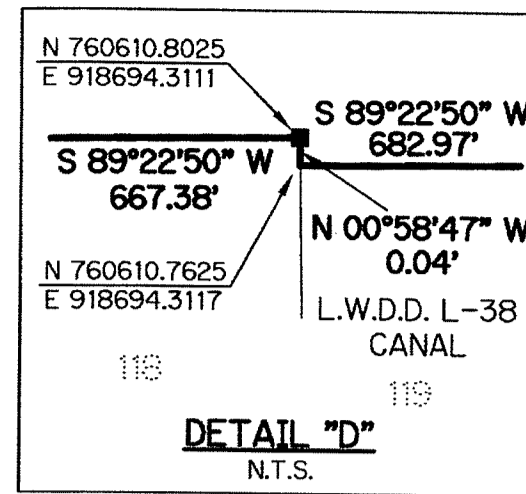 N 760610.8025
E 918694.3111
S 89°22'50" W
682.97'
S 89°22'50" W
667.38'
N 00°58'47" W
0.04'
N 760610.7625
E 918694.3117
L.W.D.D. L-38
CANAL
118
119
DETAIL "D"
N.T.S.